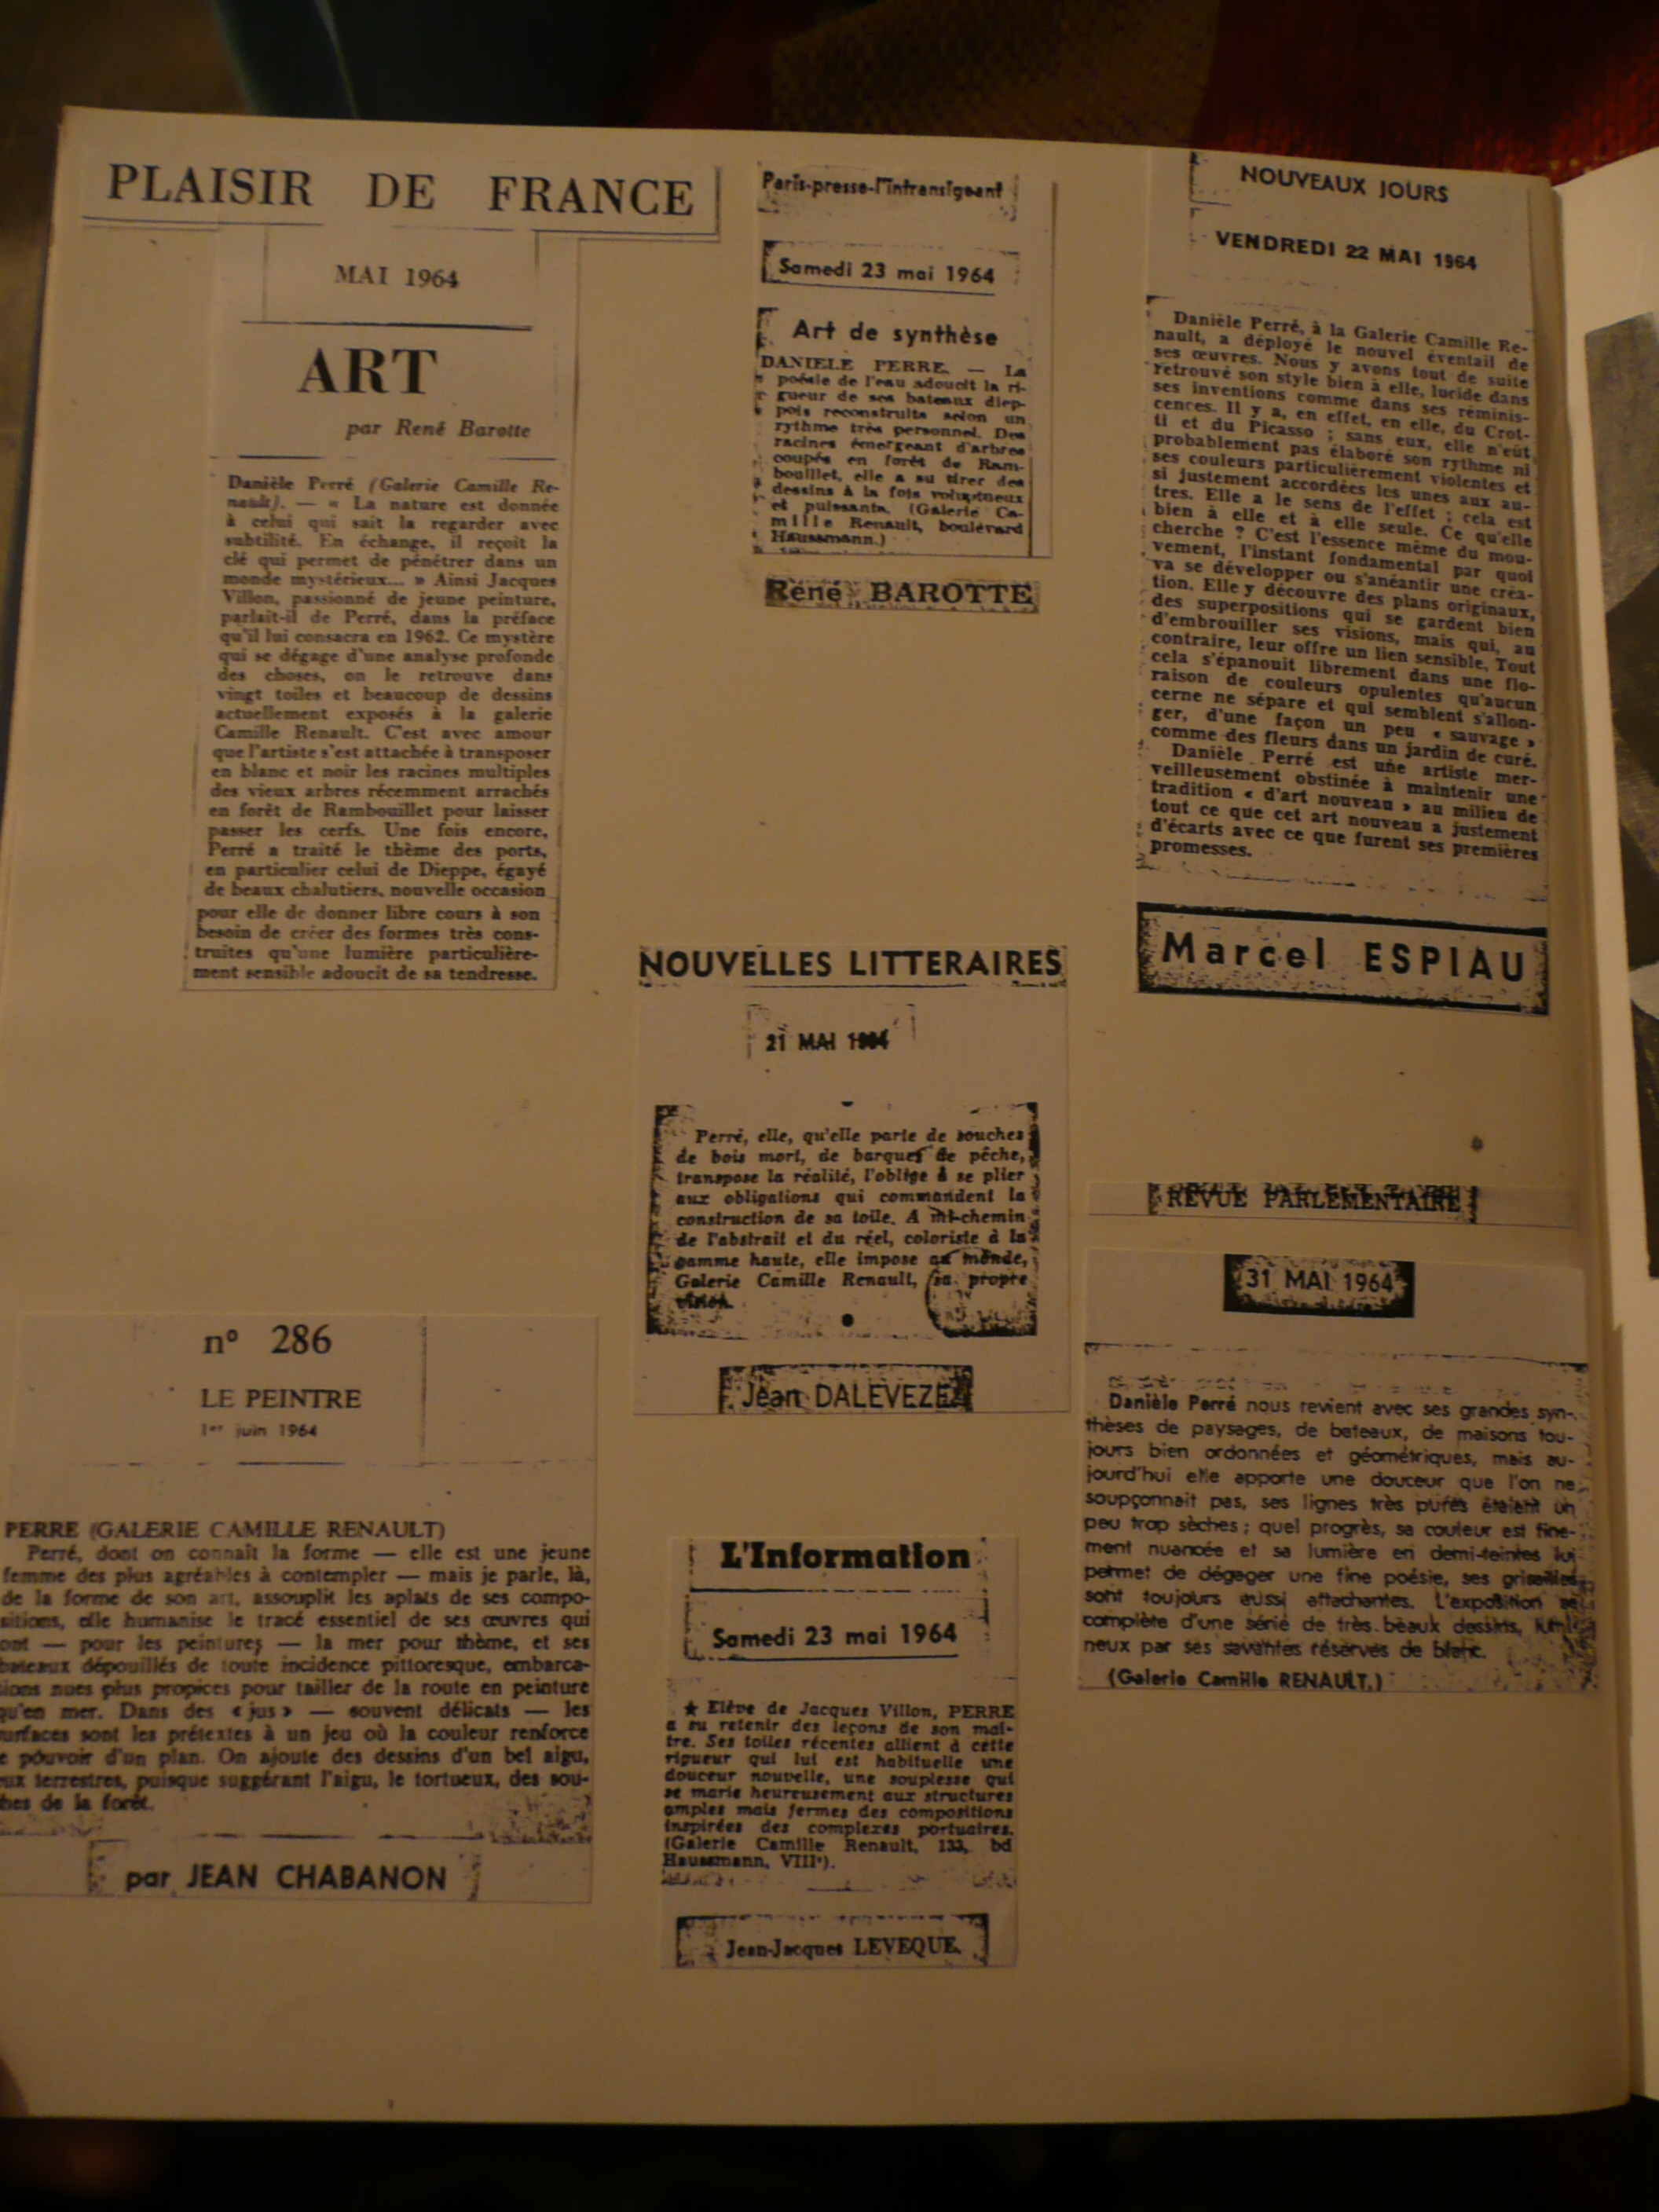 PLAISIR DE FRANCE
MAI 1964
ART
par René Barotte
Danièle Perré (Galerie Camille Re-
nault). — « La nature est donnée
à celui qui sait la regarder avec
subtilité. En échange, il reçoit la
clé qui permet de pénétrer dans un
monde mystérieux... » Ainsi Jacques
Villon, passionné de jeune peinture,
parlait-il de Perré, dans la préface
qu'il lui consacra en 1962. Ce mystère
qui se dégage d'une analyse profonde
des choses, on le retrouve dans
vingt toiles et beaucoup de dessins
actuellement exposés à la galerie
Camille Renault. C'est avec amour
que l'artiste s'est attachée à transposer
en blanc et noir les racines multiples
des vieux arbres récemment arrachés
en forêt de Rambouillet pour laisser
passer les cerfs. Une fois encore,
Perré a traité le thème des ports,
en particulier celui de Dieppe, égayé
de beaux chalutiers, nouvelle occasion
pour elle de donner libre cours à son
besoin de créer des formes très cons-
truites qu'une lumière particulière-
ment sensible adoucit de sa tendresse.
n° 286
LE PEINTRE
1er juin 1964
PERRE (GALERIE CAMILLE RENAULT)
Perré, dont on connaît la forme — elle est une jeune
femme des plus agréables à contempler — mais je parle, là,
de la forme de son art, assouplit les aplats de ses compo-
sitions, elle humanise le tracé essentiel de ses œuvres qui
ont — pour les peintures — la mer pour thème, et ses
bateaux dépouillés de toute incidence pittoresque, embarca-
tions nues plus propices pour tailler de la route en peinture
qu'en mer. Dans des « jus » — souvent délicats — les
surfaces sont les prétextes à un jeu où la couleur renforce
e pouvoir d'un plan. On ajoute des dessins d'un bel aigu,
eux terrestres, puisque suggérant l'aigu, le tortueux, des sou-
ches de la forêt.
par JEAN CHABANON
Paris-presse-l'intransigeant
Samedi 23 mai 1964
Art de synthèse
DANIELE PERRE. — La
poésie de l'eau adoucit la ri-
gueur de ses bateaux diep-
pois reconstruits selon un
rythme très personnel. Des
racines émergeant d'arbres
coupés en forêt de Ram-
bouillet, elle a su tirer des
dessins à la fois voluptueux
et puissants. (Galerie Ca-
mille Renault, boulevard
Haussmann.)
René BAROTTE
NOUVELLES LITTERAIRES
21 MAI 1964
Perré, elle, qu'elle parte de souches
de bois mort, de barques de pêche,
transpose la réalité, l'oblige à se plier
aux obligations qui commandent la
construction de sa toile. A mi-chemin
de l'abstrait et du réel, coloriste à la
gamme haute, elle impose au monde,
Galerie Camille Renault, sa propre
vision.
Jean DALEVEZE
L'Information
Samedi 23 mai 1964
★ Elève de Jacques Villon, PERRE
a su retenir des leçons de son maî-
tre. Ses toiles récentes allient à cette
rigueur qui lui est habituelle une
douceur nouvelle, une souplesse qui
se marie heureusement aux structures
amples mais fermes des compositions
inspirées des complexes portuaires.
(Galerie Camille Renault, 133, bd
Haussmann, VIIIe).
Jean-Jacques LEVEQUE
NOUVEAUX JOURS
VENDREDI 22 MAI 1964
Danièle Perré, à la Galerie Camille Re-
nault, a déployé le nouvel éventail de
ses œuvres. Nous y avons tout de suite
retrouvé son style bien à elle, lucide dans
ses inventions comme dans ses réminis-
cences. Il y a, en effet, en elle, du Crot-
ti et du Picasso ; sans eux, elle n'eût
probablement pas élaboré son rythme ni
ses couleurs particulièrement violentes et
si justement accordées les unes aux au-
tres. Elle a le sens de l'effet ; cela est
bien à elle et à elle seule. Ce qu'elle
cherche ? C'est l'essence même du mou-
vement, l'instant fondamental par quoi
va se développer ou s'anéantir une créa-
tion. Elle y découvre des plans originaux,
des superpositions qui se gardent bien
d'embrouiller ses visions, mais qui, au
contraire, leur offre un lien sensible, Tout
cela s'épanouit librement dans une flo-
raison de couleurs opulentes qu'aucun
cerne ne sépare et qui semblent s'allon-
ger, d'une façon un peu « sauvage »
comme des fleurs dans un jardin de curé.
Danièle Perré est une artiste mer-
veilleusement obstinée à maintenir une
tradition « d'art nouveau » au milieu de
tout ce que cet art nouveau a justement
d'écarts avec ce que furent ses premières
promesses.
Marcel ESPIAU
REVUE PARLEMENTAIRE
31 MAI 1964
Danièle Perré nous revient avec ses grandes syn-
thèses de paysages, de bateaux, de maisons tou-
jours bien ordonnées et géométriques, mais au-
jourd'hui elle apporte une douceur que l'on ne
soupçonnait pas, ses lignes très pures étaient un
peu trop sèches ; quel progrès, sa couleur est fine-
ment nuancée et sa lumière en demi-teintes lui
permet de dégager une fine poésie, ses grisailles
sont toujours aussi attachantes. L'exposition se
complète d'une série de très beaux dessins, lumi-
neux par ses savantes réserves de blanc.
(Galerie Camille RENAULT.)